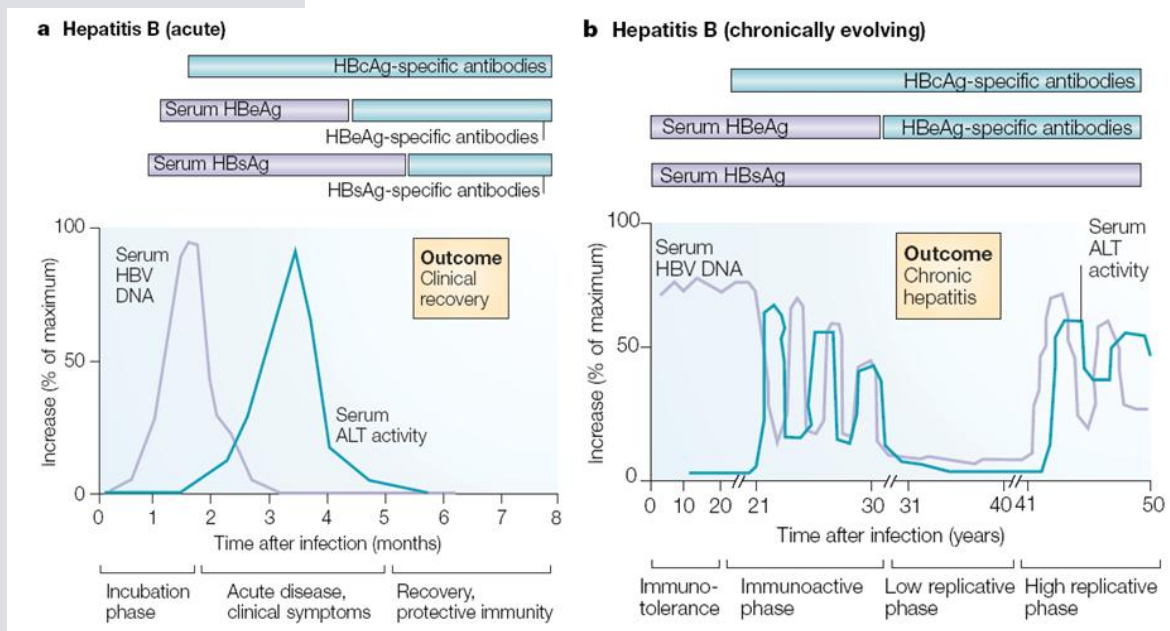 a Hepatitis B (acute)
HBcAg-specific antibodies
Serum HBeAg
HBeAg-specific antibodies
Serum HBsAg
HBsAg-specific antibodies
100
50
0
Increase (% of maximum)
Serum
HBV
DNA
Outcome
Clinical
recovery
Serum
ALT activity
0 1 2 3 4 5 6 7 8
Time after infection (months)
Incubation
phase
Acute disease,
clinical symptoms
Recovery,
protective immunity
b Hepatitis B (chronically evolving)
HBcAg-specific antibodies
Serum HBeAg
HBeAg-specific antibodies
Serum HBsAg
100
50
0
Increase (% of maximum)
Serum
HBV DNA
Outcome
Chronic
hepatitis
Serum
ALT
activity
0 10 20 21 30 31 40 41 50
Time after infection (years)
Immuno-
tolerance
Immunoactive
phase
Low replicative
phase
High replicative
phase